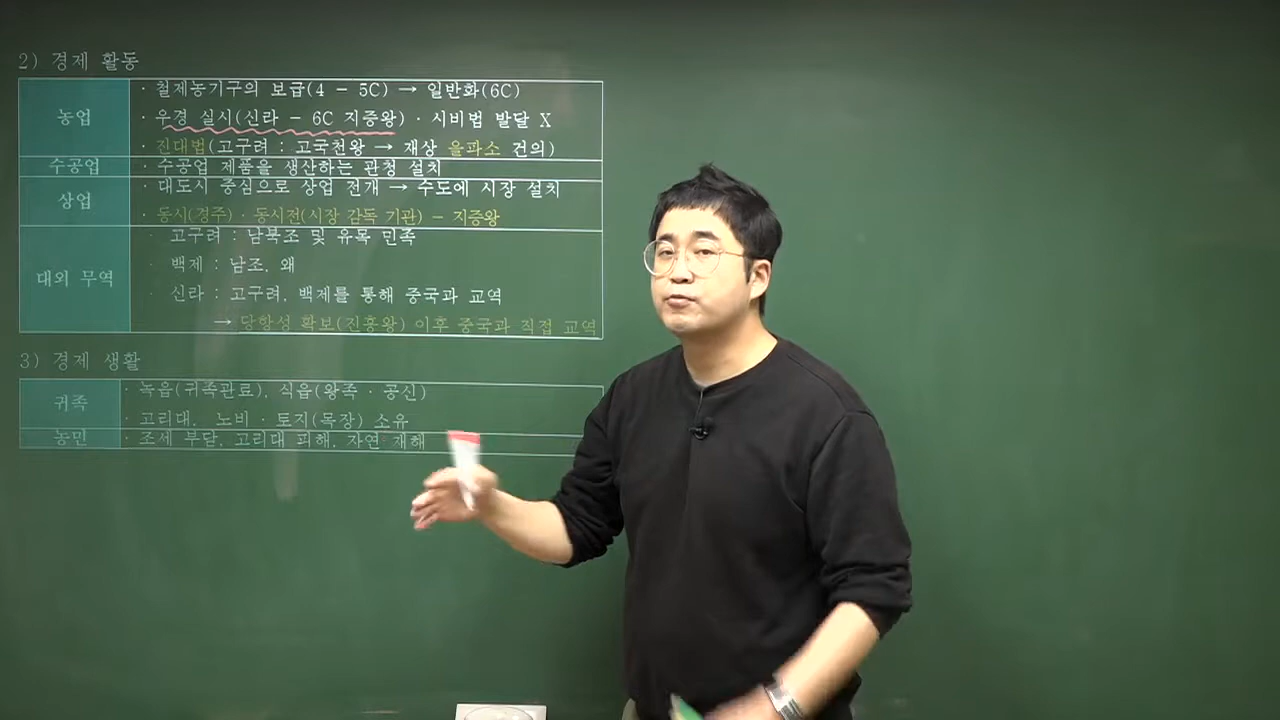 2) 경제 활동
농업
· 철제농기구의 보급(4 - 5C) → 일반화(6C)
· 우경 실시(신라 - 6C 지증왕) · 시비법 발달 X
· 진대법(고구려 : 고국천왕 → 재상 을파소 건의)
수공업
· 수공업 제품을 생산하는 관청 설치
상업
· 대도시 중심으로 상업 전개 → 수도에 시장 설치
· 동시(경주) · 동시전(시장 감독 기관) - 지증왕
대외 무역
· 고구려 : 남북조 및 유목 민족
· 백제 : 남조, 왜
· 신라 : 고구려, 백제를 통해 중국과 교역
→ 당항성 확보(진흥왕) 이후 중국과 직접 교역
3) 경제 생활
귀족
· 녹읍(귀족관료), 식읍(왕족 · 공신)
· 고리대, 노비 · 토지(목장) 소유
농민
· 조세 부담, 고리대 피해, 자연 재해